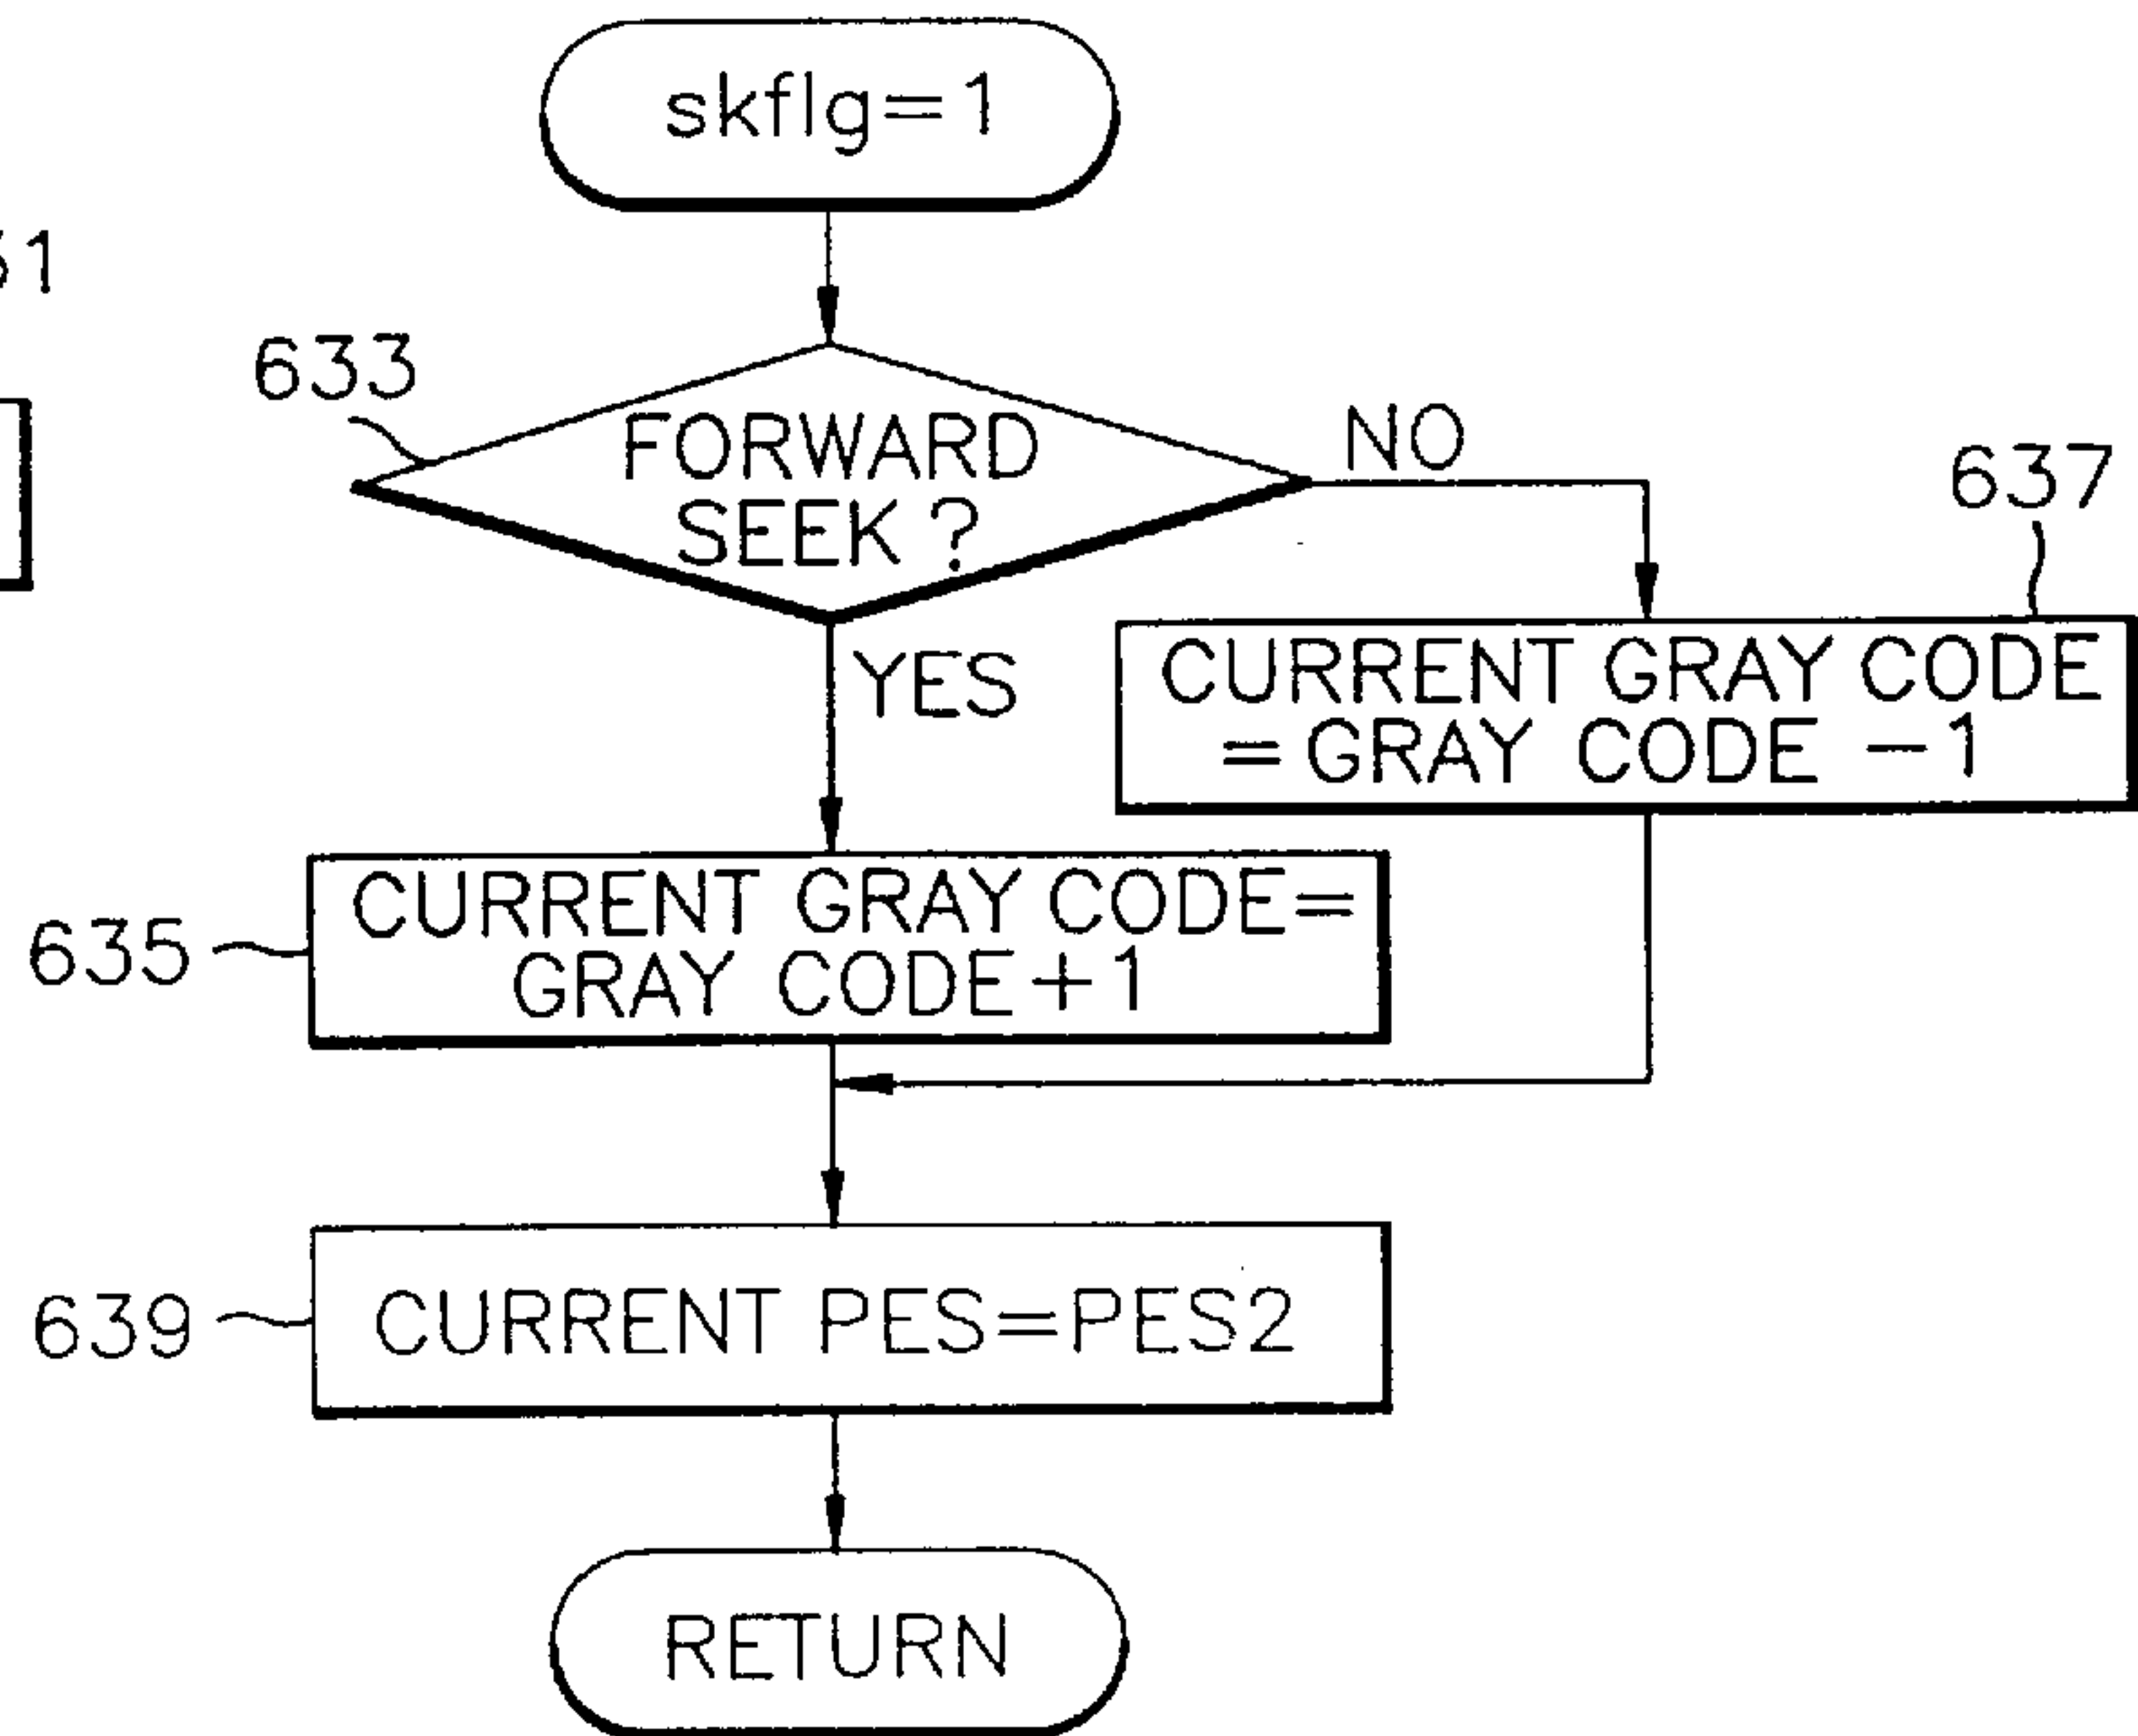 skflg=1
31
633
FORWARD
SEEK?
NO
637
YES
CURRENT GRAY CODE
=GRAY CODE -1
635
CURRENT GRAY CODE=
GRAY CODE+1
639
CURRENT PES=PES2
RETURN